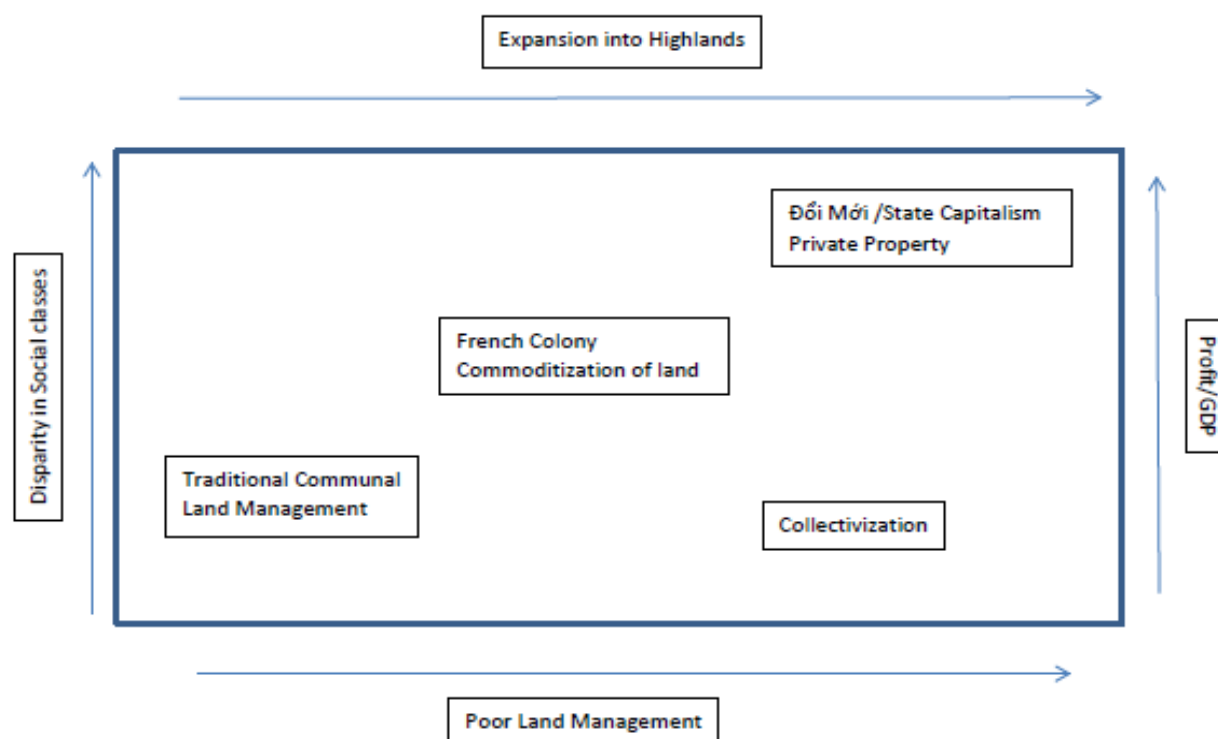 Expansion into Highlands
Đổi Mới /State Capitalism
Private Property
Disparity in Social classes
French Colony
Commoditization of land
Profit/GDP
Traditional Communal
Land Management
Collectivization
Poor Land Management